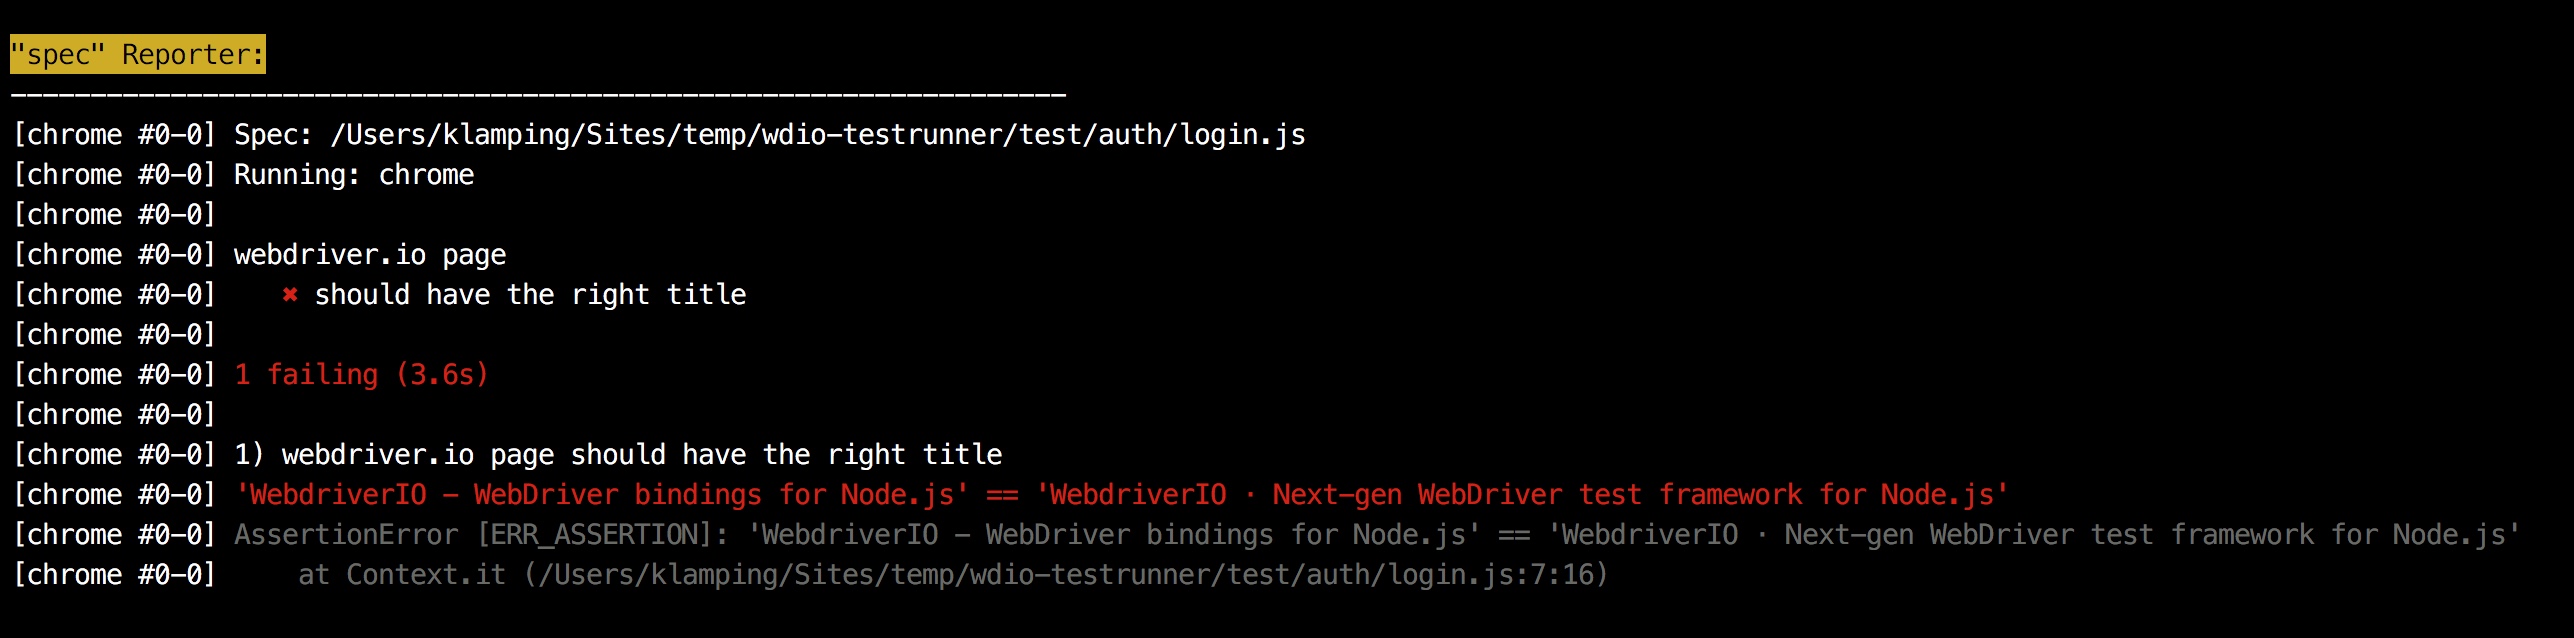 "spec" Reporter:
------------------------------------------------------------------
[chrome #0-0] Spec: /Users/klamping/Sites/temp/wdio-testrunner/test/auth/login.js
[chrome #0-0] Running: chrome
[chrome #0-0]
[chrome #0-0] webdriver.io page
[chrome #0-0]    ✖ should have the right title
[chrome #0-0]
[chrome #0-0] 1 failing (3.6s)
[chrome #0-0]
[chrome #0-0] 1) webdriver.io page should have the right title
[chrome #0-0] 'WebdriverIO - WebDriver bindings for Node.js' == 'WebdriverIO · Next-gen WebDriver test framework for Node.js'
[chrome #0-0] AssertionError [ERR_ASSERTION]: 'WebdriverIO - WebDriver bindings for Node.js' == 'WebdriverIO · Next-gen WebDriver test framework for Node.js'
[chrome #0-0]     at Context.it (/Users/klamping/Sites/temp/wdio-testrunner/test/auth/login.js:7:16)